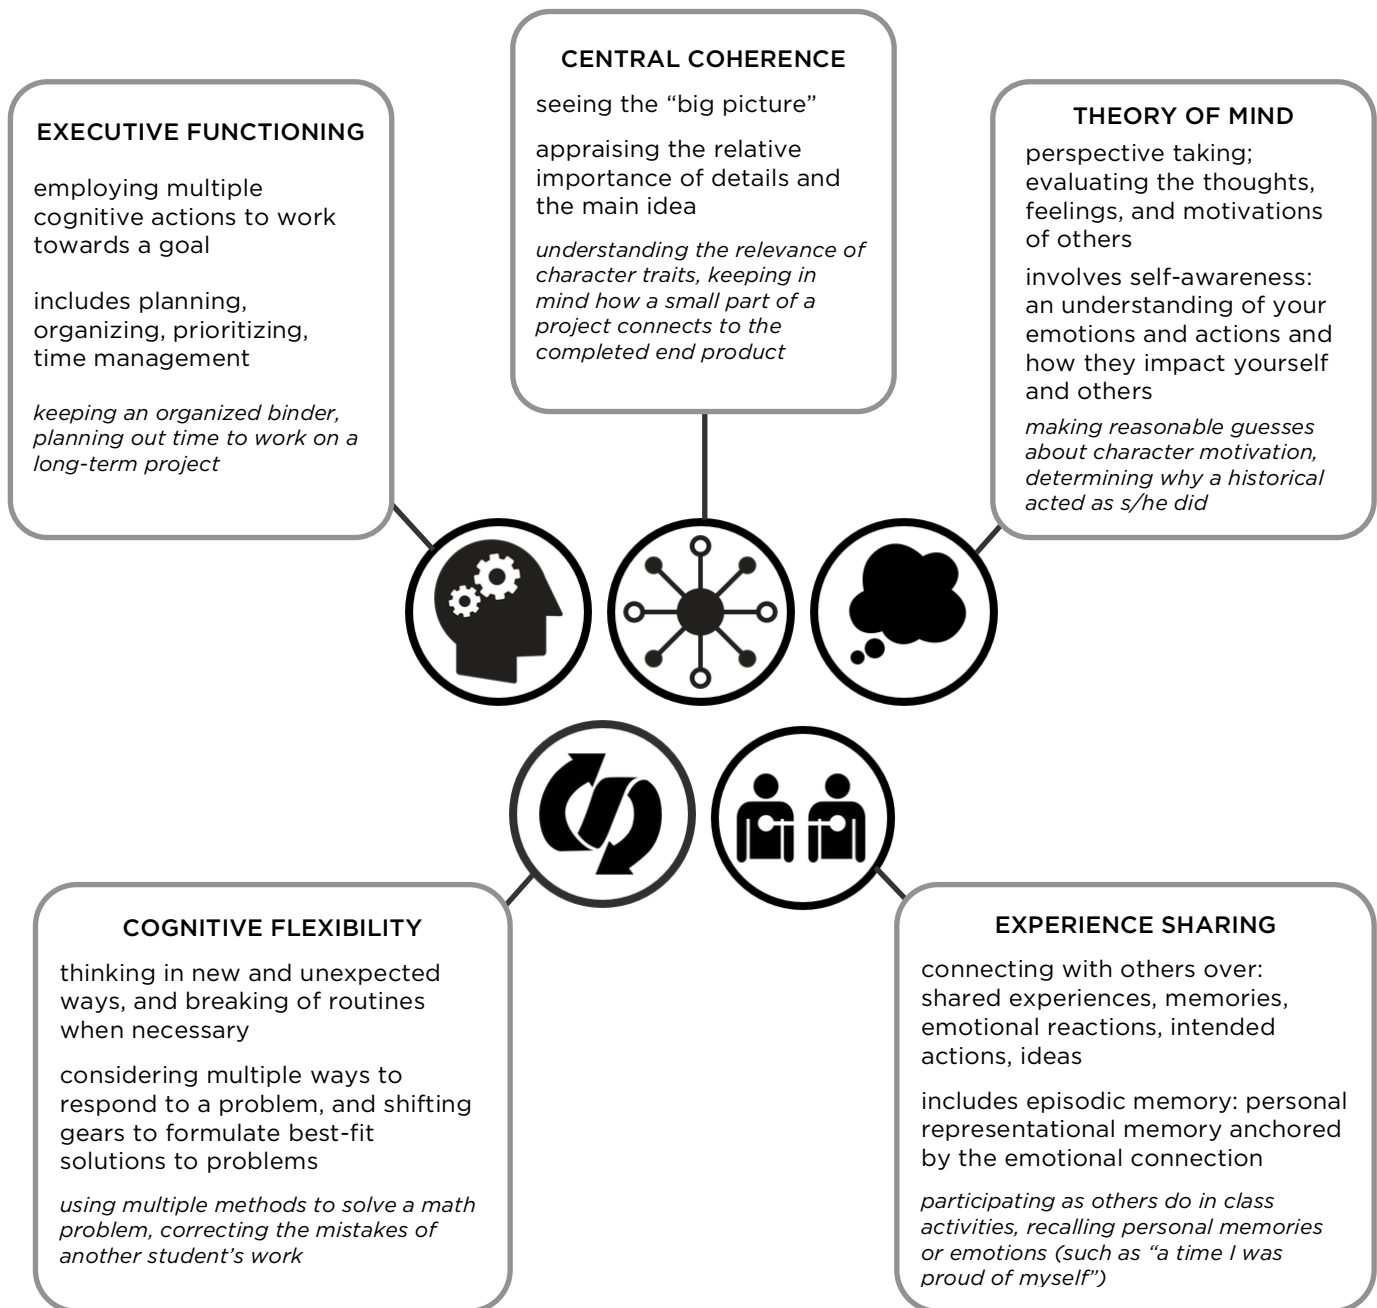 EXECUTIVE FUNCTIONING
employing multiple
cognitive actions to work
towards a goal
includes planning,
organizing, prioritizing,
time management
keeping an organized binder,
planning out time to work on a
long-term project
CENTRAL COHERENCE
seeing the “big picture”
appraising the relative
importance of details and
the main idea
understanding the relevance of
character traits, keeping in
mind how a small part of a
project connects to the
completed end product
THEORY OF MIND
perspective taking;
evaluating the thoughts,
feelings, and motivations
of others
involves self-awareness:
an understanding of your
emotions and actions and
how they impact yourself
and others
making reasonable guesses
about character motivation,
determining why a historical
acted as s/he did
COGNITIVE FLEXIBILITY
thinking in new and unexpected
ways, and breaking of routines
when necessary
considering multiple ways to
respond to a problem, and shifting
gears to formulate best-fit
solutions to problems
using multiple methods to solve a math
problem, correcting the mistakes of
another student’s work
EXPERIENCE SHARING
connecting with others over:
shared experiences, memories,
emotional reactions, intended
actions, ideas
includes episodic memory: personal
representational memory anchored
by the emotional connection
participating as others do in class
activities, recalling personal memories
or emotions (such as “a time I was
proud of myself”)